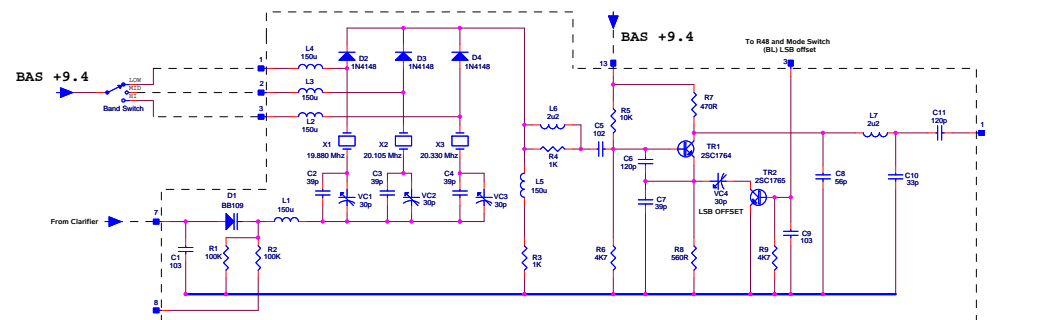 BAS +9.4
To R48 and Mode Switch
(BL) LSB offset
BAS +9.4
LOW
MID
HI
Band Switch
1
2
3
L4
150u
L3
150u
L2
150u
D2
1N4148
D3
1N4148
D4
1N4148
13
3
L6
2u2
C5
102
R5
10K
R7
470R
L7
2u2
C11
120p
1
X1
19.880 Mhz
X2
20.105 Mhz
X3
20.330 Mhz
R4
1K
C6
120p
TR1
2SC1764
TR2
2SC1765
C2
39p
VC1
30p
C3
39p
VC2
30p
C4
39p
VC3
30p
L5
150u
C7
39p
VC4
30p
LSB OFFSET
C8
56p
C10
33p
From Clarifier
7
D1
BB109
L1
150u
C1
103
R1
100K
R2
100K
R3
1K
R6
4K7
R8
560R
R9
4K7
C9
103
8